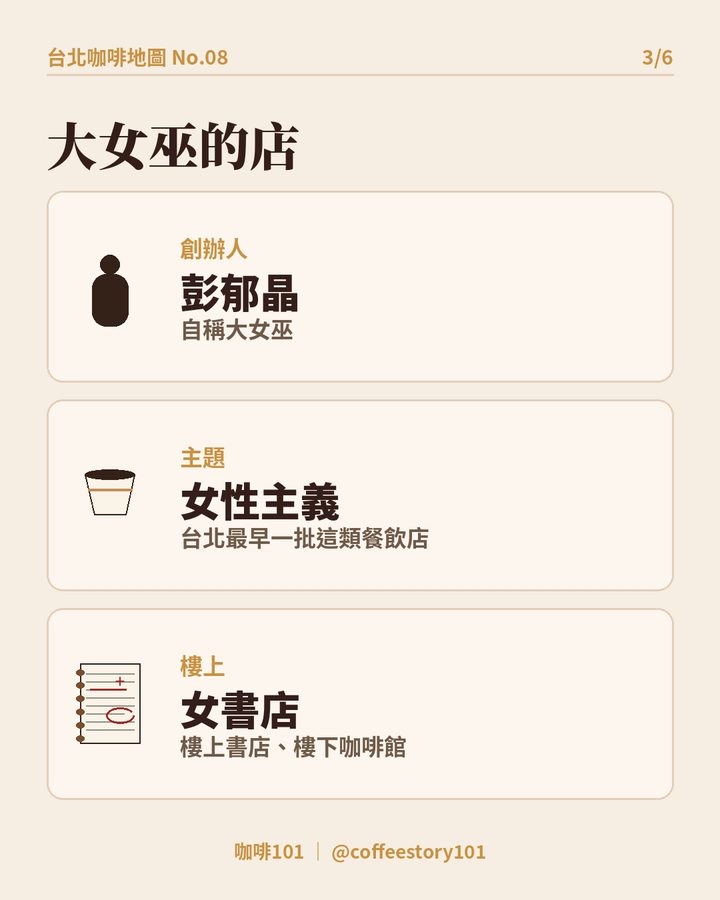 台北咖啡地圖 No.08
3/6
大女巫的店
創辦人
彭郁晶
自稱大女巫
主題
女性主義
台北最早一批這類餐飲店
樓上
女書店
樓上書店、樓下咖啡館
咖啡101｜@coffeestory101